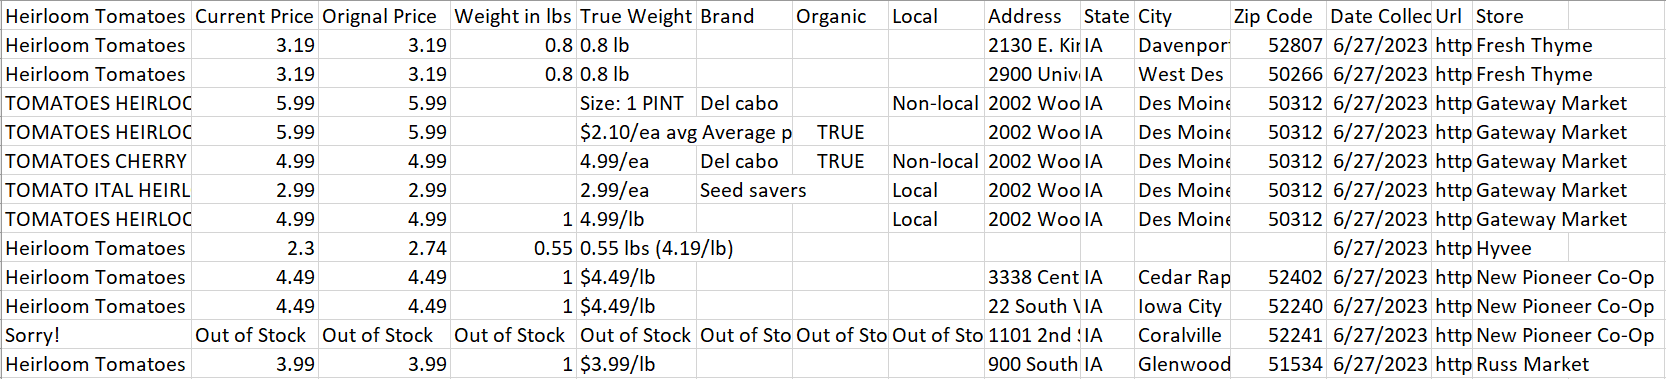 Heirloom Tomatoes Current Price Orignal Price Weight in lbs True Weight Brand Organic Local Address State City Zip Code Date Collec Url Store
Heirloom Tomatoes 3.19 3.19 0.8 0.8 lb 2130 E. Kir IA Davenpor 52807 6/27/2023 http Fresh Thyme
Heirloom Tomatoes 3.19 3.19 0.8 0.8 lb 2900 Univ IA West Des 50266 6/27/2023 http Fresh Thyme
TOMATOES HEIRLOC 5.99 5.99 Size: 1 PINT Del cabo Non-local 2002 Woo IA Des Moine 50312 6/27/2023 http Gateway Market
TOMATOES HEIRLOC 5.99 5.99 $2.10/ea avg Average p TRUE 2002 Woo IA Des Moine 50312 6/27/2023 http Gateway Market
TOMATOES CHERRY 4.99 4.99 4.99/ea Del cabo TRUE Non-local 2002 Woo IA Des Moine 50312 6/27/2023 http Gateway Market
TOMATO ITAL HEIRL 2.99 2.99 2.99/ea Seed savers Local 2002 Woo IA Des Moine 50312 6/27/2023 http Gateway Market
TOMATOES HEIRLOC 4.99 4.99 1 4.99/lb Local 2002 Woo IA Des Moine 50312 6/27/2023 http Gateway Market
Heirloom Tomatoes 2.3 2.74 0.55 0.55 lbs (4.19/lb) 6/27/2023 http Hyvee
Heirloom Tomatoes 4.49 4.49 1 $4.49/lb 3338 Cent IA Cedar Rap 52402 6/27/2023 http New Pioneer Co-Op
Heirloom Tomatoes 4.49 4.49 1 $4.49/lb 22 South V IA Iowa City 52240 6/27/2023 http New Pioneer Co-Op
Sorry! Out of Stock Out of Stock Out of Stock Out of Stock Out of Sto Out of Sto Out of Sto 1101 2nd S IA Coralville 52241 6/27/2023 http New Pioneer Co-Op
Heirloom Tomatoes 3.99 3.99 1 $3.99/lb 900 South IA Glenwood 51534 6/27/2023 http Russ Market